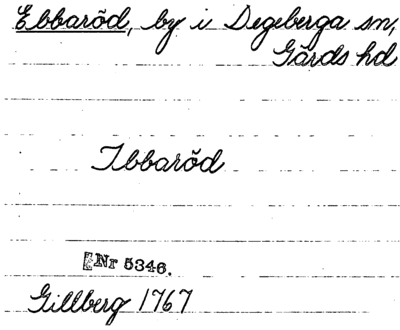 Ebbaröd, by i Degeberga sn,
Gärds hd
Ibbaröd
Nr 5346.
Gillberg 1767